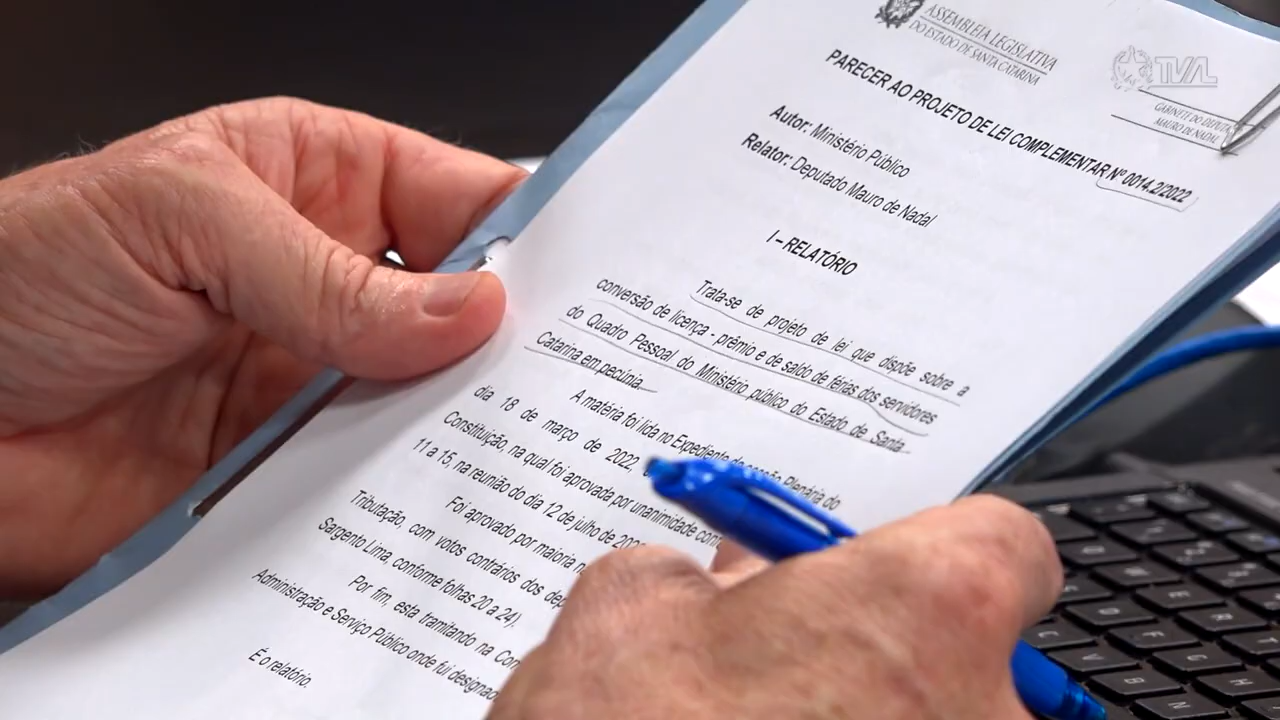 ASSEMBLEIA LEGISLATIVA
DO ESTADO DE SANTA CATARINA
TVAL
GABINETE DO DEPUTADO
MAURO DE NADAL
PARECER AO PROJETO DE LEI COMPLEMENTAR Nº 0014.2/2022
Autor: Ministério Público
Relator: Deputado Mauro de Nadal
I – RELATÓRIO
Trata-se de projeto de lei que dispõe sobre a
conversão de licença - prêmio e de saldo de férias dos servidores
do Quadro Pessoal do Ministério público do Estado de Santa
Catarina em pecúnia.
A matéria foi lida no Expediente da sessão Plenária do
dia 18 de março de 2022,
Constituição, na qual foi aprovada por unanimidade
11 a 15, na reunião do dia 12 de julho de
Foi aprovado por maioria
Tributação, com votos contrários dos
Sargento Lima, conforme folhas 20 a 24).
Por fim, esta tramitando na
Administração e Serviço Público onde fui
É o relatório.